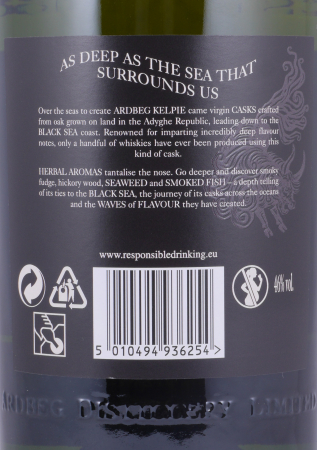 AS DEEP AS THE SEA THAT
SURROUNDS US
Over the seas to create ARDBEG KELPIE came virgin CASKS crafted
from oak grown on land in the Adyghe Republic, leading down to the
BLACK SEA coast. Renowned for imparting incredibly deep flavour
notes, only a handful of whiskies have ever been produced using this
kind of cask.
HERBAL AROMAS tantalise the nose. Go deeper and discover smoky
fudge, hickory wood, SEAWEED and SMOKED FISH – a depth telling
of its ties to the BLACK SEA, the journey of its casks across the oceans
and the WAVES of FLAVOUR they have created.
www.responsibledrinking.eu
46% vol.
5 010494 936254 >
ARDBEG DISTILLERY LIMITED